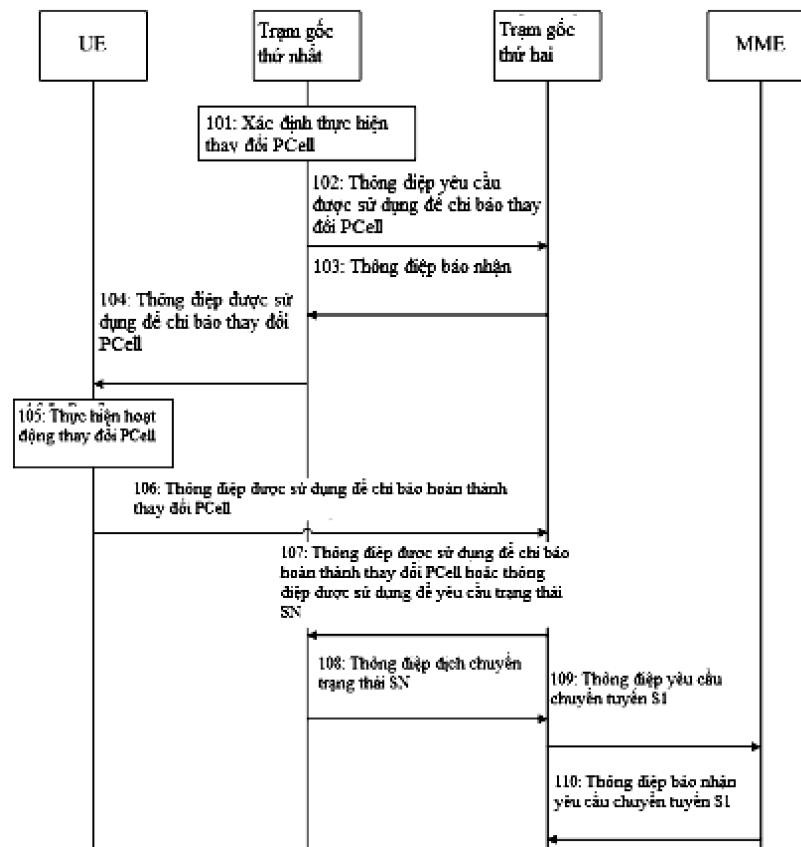 UE
Trạm gốc
thứ nhất
Trạm gốc
thứ hai
MME
101: Xác định thực hiện
thay đổi PCell
102: Thông điệp yêu cầu
được sử dụng để chỉ báo thay
đổi PCell
103: Thông điệp báo nhận
104: Thông điệp được sử
dụng để chỉ báo thay đổi
PCell
105: Thực hiện hoạt
động thay đổi PCell
106: Thông điệp được sử dụng để chỉ báo hoàn thành
thay đổi PCell
107: Thông điệp được sử dụng để chỉ báo
hoàn thành thay đổi PCell hoặc thông
điệp được sử dụng để yêu cầu trạng thái
SN
108: Thông điệp dịch chuyển
trạng thái SN
109: Thông điệp yêu cầu
chuyển tuyến S1
110: Thông điệp báo nhận
yêu cầu chuyển tuyến S1